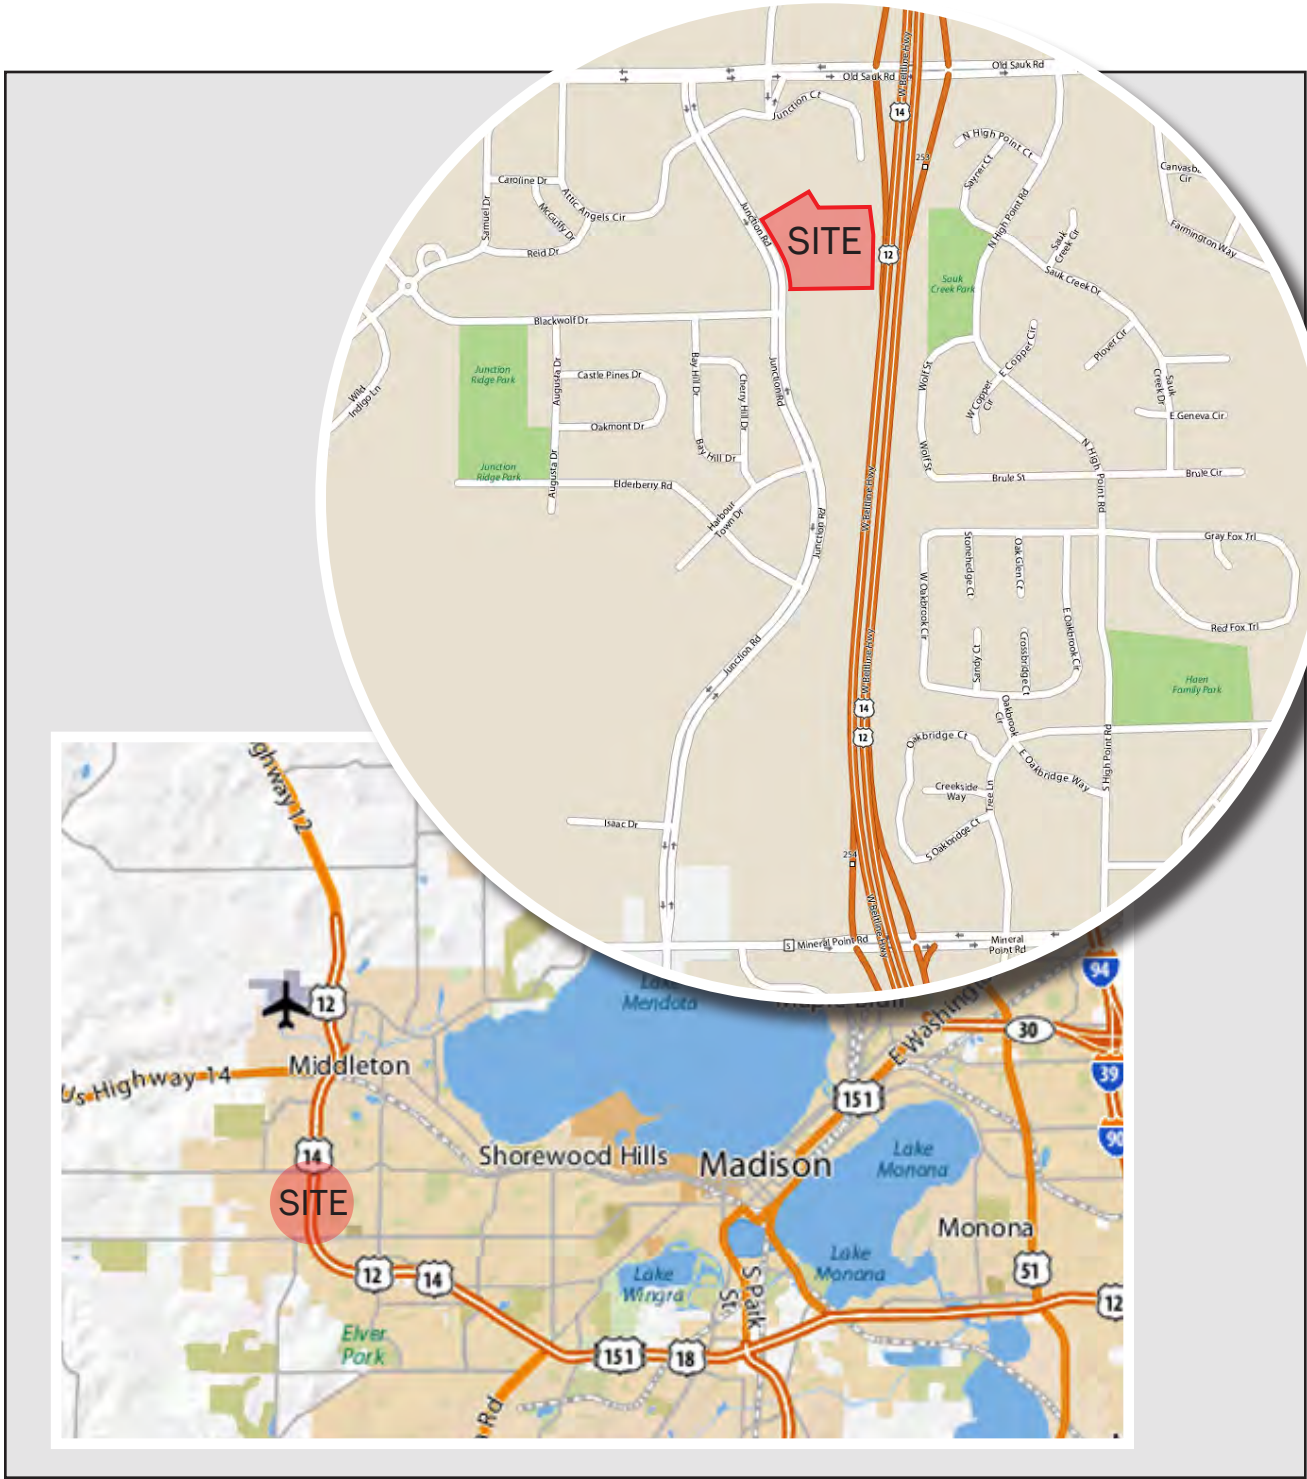 Old Sauk Rd
Old Sauk Rd
W Beltline Hwy
14
Junction Ct
N High Point Ct
253
Sayner Ct
Canvasb
Cir
Caroline Dr
Attic Angels Cir
McGuffy Dr
Samuel Dr
Reid Dr
Junction Rd
SITE
12
N High Point Rd
Sauk
Creek Cir
Farmington Way
Sauk
Creek Park
Sauk Creek Dr
Blackwolf Dr
Plover Cir
E Copper Cir
W Copper
Cir
Junction
Ridge Park
Augusta Dr
Castle Pines Dr
Bay Hill Dr
Cherry Hill Dr
Junction Rd
Wolf St
Sauk
Creek Dr
Wild
Indigo Ln
E Geneva Cir
Oakmont Dr
Bay Hill Dr
Wolf St
N High Point Rd
Junction
Ridge Park
Augusta Dr
Elderberry Rd
Brule St
Brule Cir
W Beltline Hwy
Harbour
Town Dr
Junction Rd
Stonehedge Ct
Oak Glen Ct
Gray Fox Trl
W Oakbrook Cir
E Oakbrook Cir
Red Fox Trl
Junction Rd
W Beltline Hwy
Sandy Ct
Crossbridge Ct
Haen
Family Park
14
12
Oakbrook
Cir
Oakbridge Ct
E Oakbridge Way
S High Point Rd
Creekside
Way
Tree Ln
Isaac Dr
S Oakbridge Ct
254
W Beltline Hwy
S
Mineral Point Rd
Mineral
Point Rd
ghway 12
Lake
Mendota
94
12
E Washingt
30
Middleton
Us Highway 14
39
151
90
14
Shorewood Hills
Madison
Lake
Monona
SITE
Monona
12
14
Lake
Wingra
Lake
Monona
51
S Park
St
12
Elver
Park
151
18
Rd